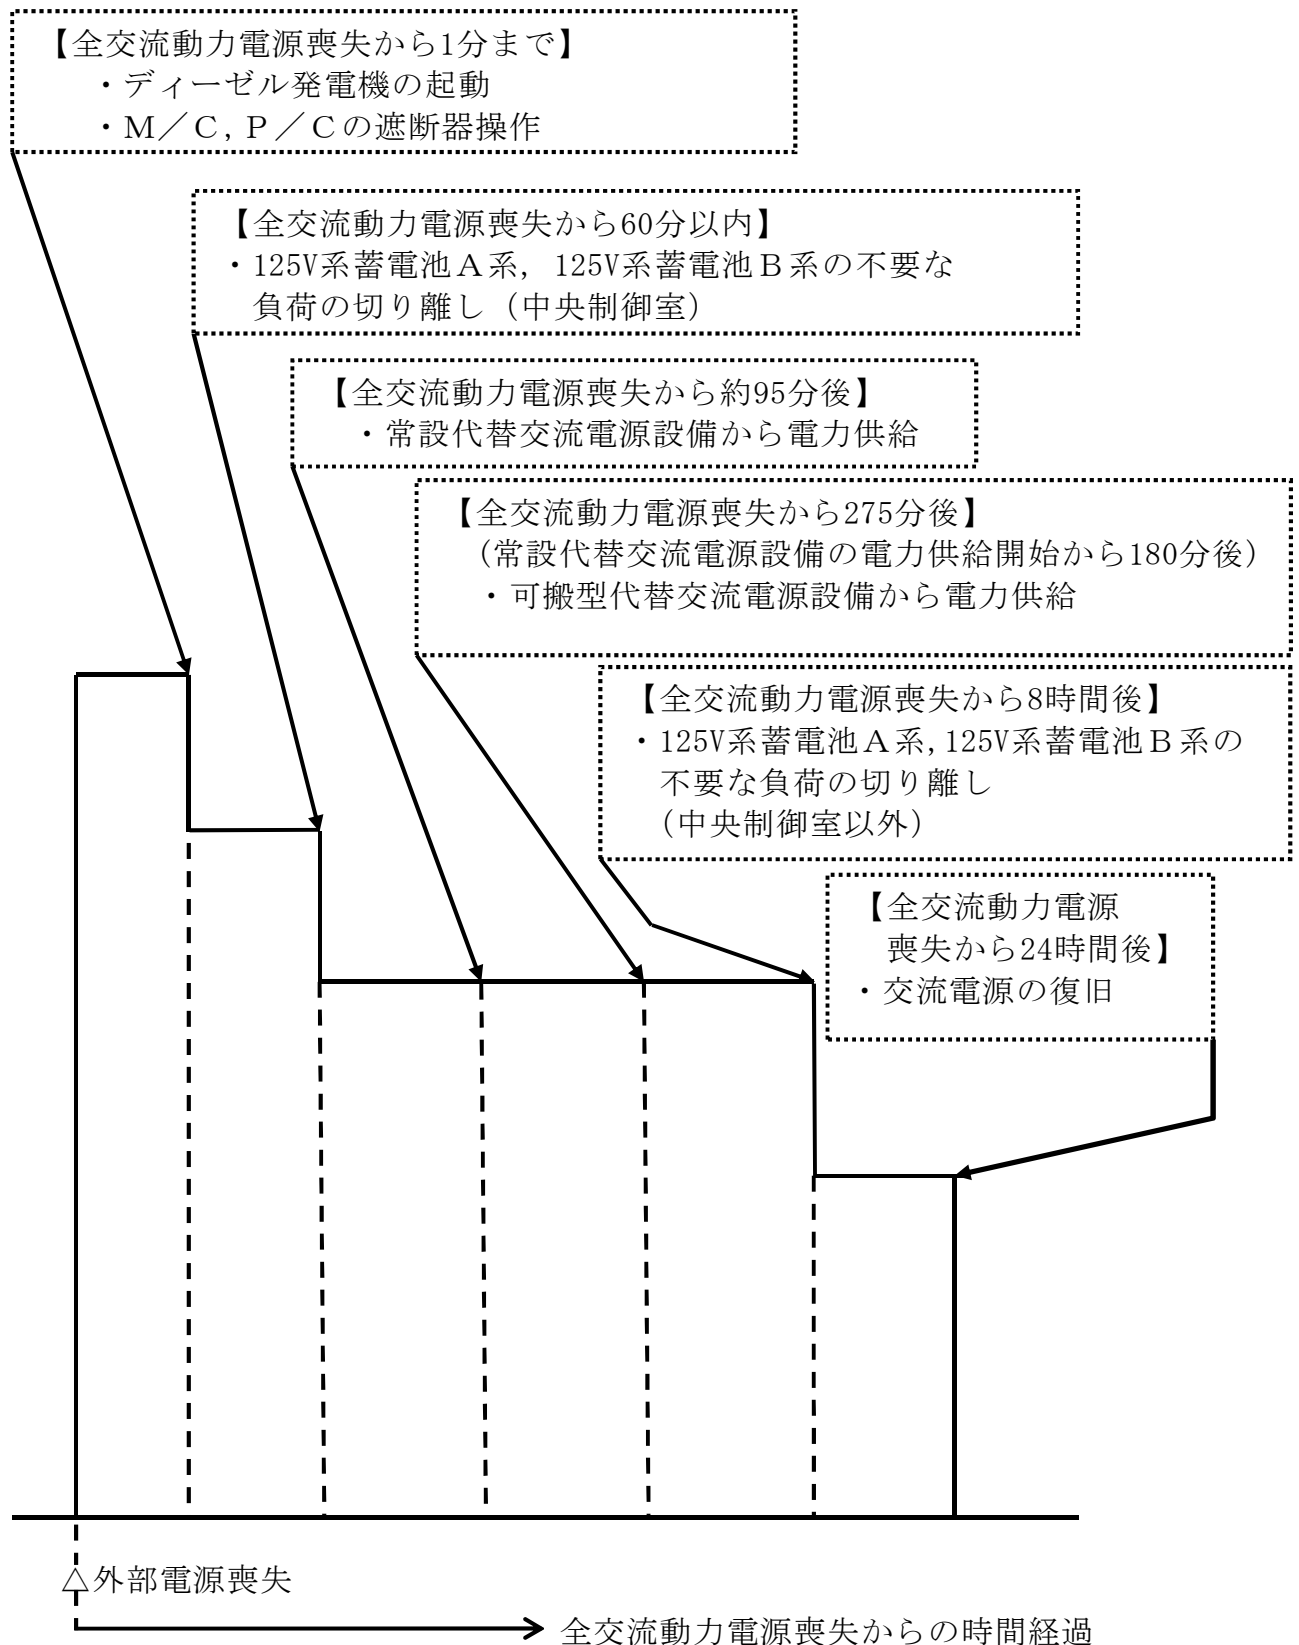 【全交流動力電源喪失から1分まで】
・ディーゼル発電機の起動
・M／C，P／Cの遮断器操作
【全交流動力電源喪失から60分以内】
・125V系蓄電池A系，125V系蓄電池B系の不要な
負荷の切り離し（中央制御室）
【全交流動力電源喪失から約95分後】
・常設代替交流電源設備から電力供給
【全交流動力電源喪失から275分後】
（常設代替交流電源設備の電力供給開始から180分後）
・可搬型代替交流電源設備から電力供給
【全交流動力電源喪失から8時間後】
・125V系蓄電池A系，125V系蓄電池B系の
不要な負荷の切り離し
（中央制御室以外）
【全交流動力電源
喪失から24時間後】
・交流電源の復旧
△外部電源喪失
全交流動力電源喪失からの時間経過